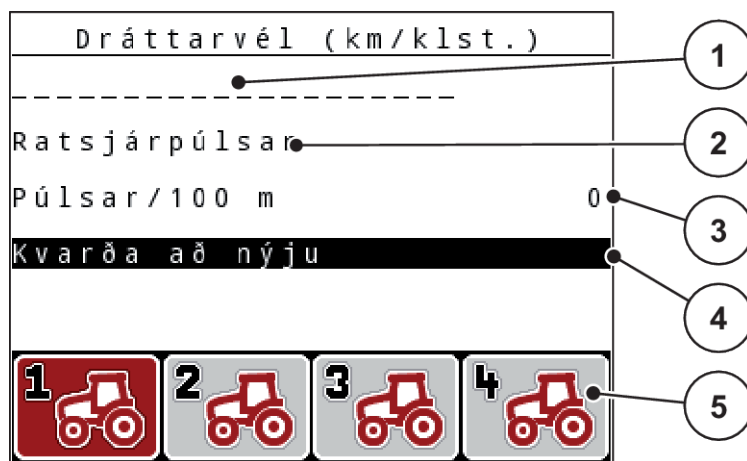 Dráttarvél (km/klst.)
1
2
Ratsjárpúlsar
Púlsar/100 m 0
3
Kvarða að nýju
4
1 2 3 4
5